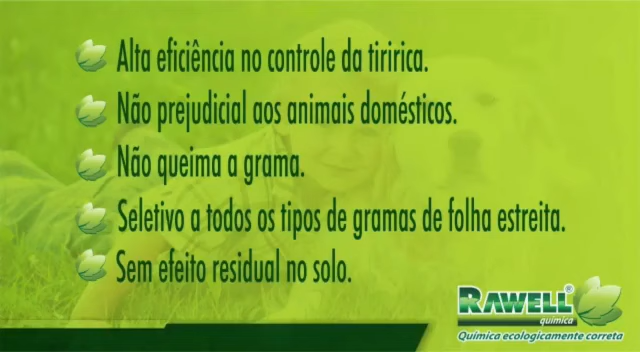 Alta eficiência no controle da tiririca.
Não prejudicial aos animais domésticos.
Não queima a grama.
Seletivo a todos os tipos de gramas de folha estreita.
Sem efeito residual no solo.
RAWELL®
química
Química ecologicamente correta